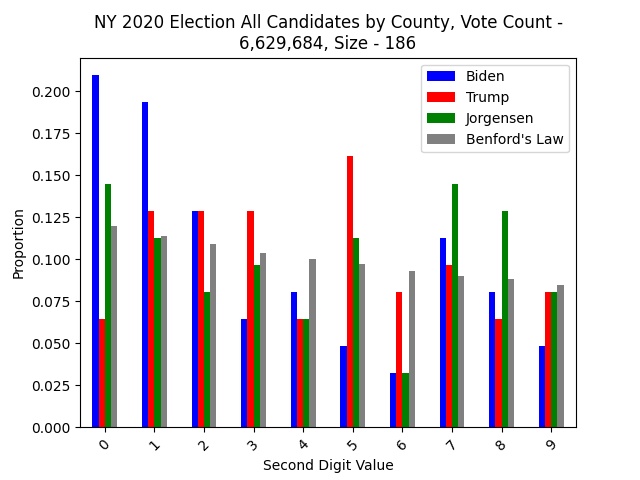 NY 2020 Election All Candidates by County, Vote Count -
6,629,684, Size - 186
Biden
Trump
Jorgensen
Benford's Law
Proportion
0.200
0.175
0.150
0.125
0.100
0.075
0.050
0.025
0.000
0 1 2 3 4 5 6 7 8 9
Second Digit Value